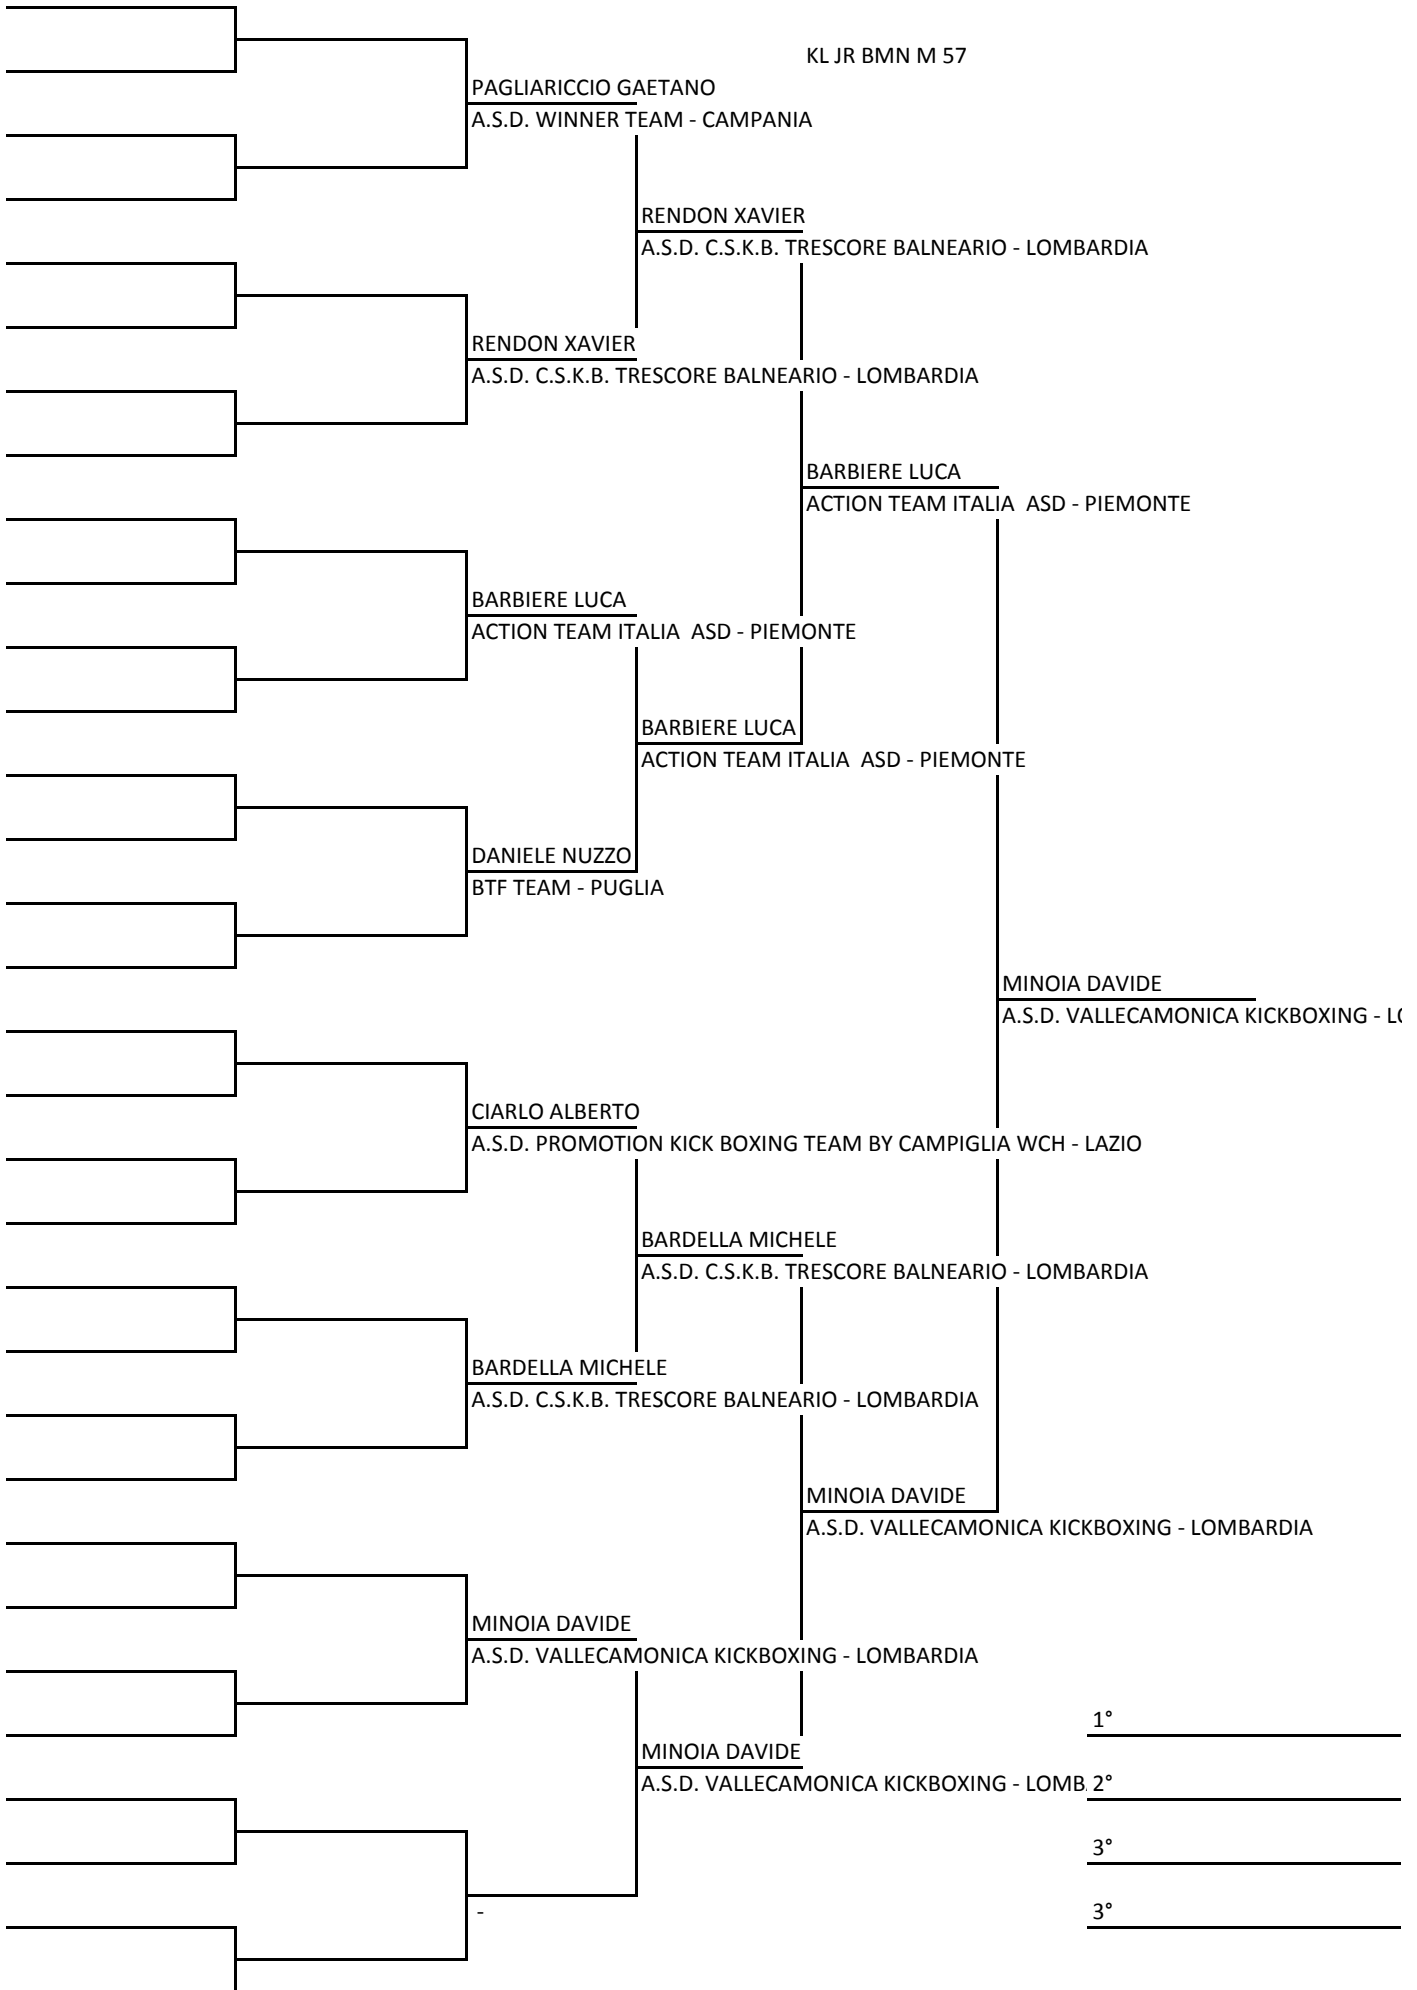 KL JR BMN M 57
PAGLIARICCIO GAETANO
A.S.D. WINNER TEAM - CAMPANIA
RENDON XAVIER
A.S.D. C.S.K.B. TRESCORE BALNEARIO - LOMBARDIA
RENDON XAVIER
A.S.D. C.S.K.B. TRESCORE BALNEARIO - LOMBARDIA
BARBIERE LUCA
ACTION TEAM ITALIA  ASD - PIEMONTE
BARBIERE LUCA
ACTION TEAM ITALIA  ASD - PIEMONTE
BARBIERE LUCA
ACTION TEAM ITALIA  ASD - PIEMONTE
DANIELE NUZZO
BTF TEAM - PUGLIA
MINOIA DAVIDE
A.S.D. VALLECAMONICA KICKBOXING -
CIARLO ALBERTO
A.S.D. PROMOTION KICK BOXING TEAM BY CAMPIGLIA WCH - LAZIO
BARDELLA MICHELE
A.S.D. C.S.K.B. TRESCORE BALNEARIO - LOMBARDIA
BARDELLA MICHELE
A.S.D. C.S.K.B. TRESCORE BALNEARIO - LOMBARDIA
MINOIA DAVIDE
A.S.D. VALLECAMONICA KICKBOXING - LOMBARDIA
MINOIA DAVIDE
A.S.D. VALLECAMONICA KICKBOXING - LOMBARDIA
1°
MINOIA DAVIDE
A.S.D. VALLECAMONICA KICKBOXING - LOMB
2°
3°
-
3°